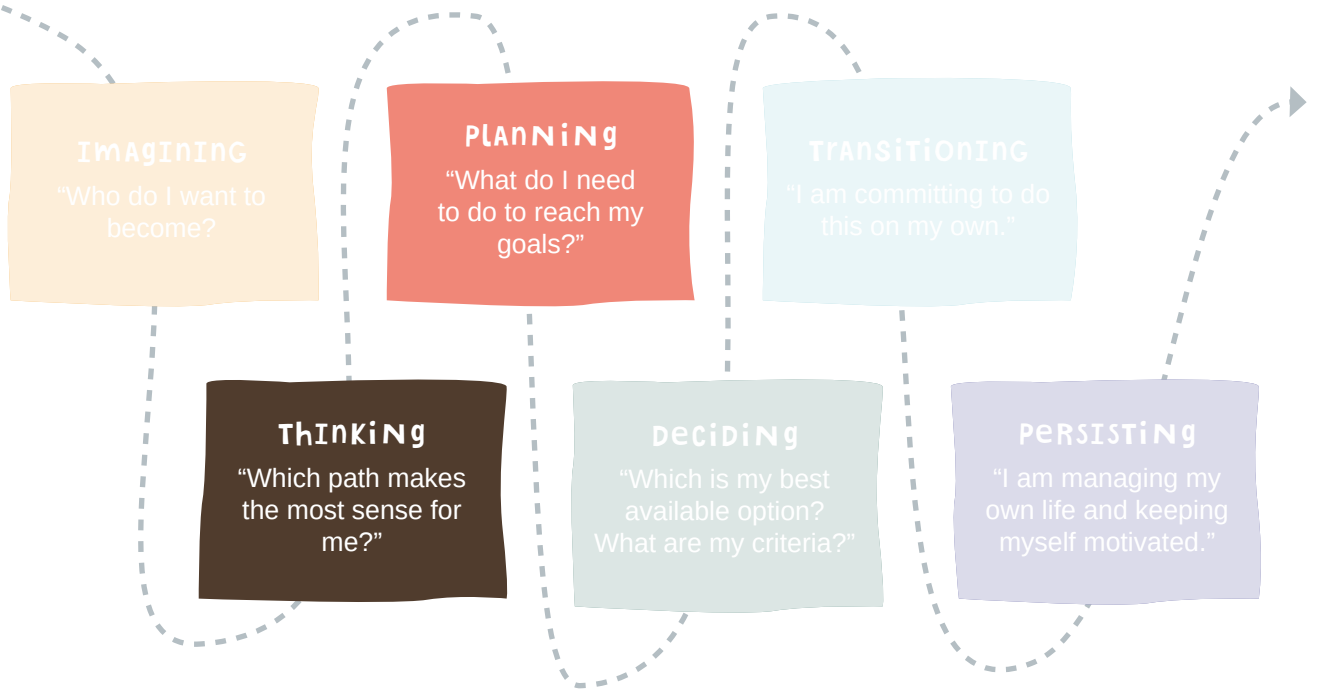 Imagining
“Who do I want to
become?
Thinking
“Which path makes
the most sense for
me?”
Planning
“What do I need
to do to reach my
goals?”
Deciding
“Which is my best
available option?
What are my criteria?”
Transitioning
“I am committing to do
this on my own.”
Persisting
“I am managing my
own life and keeping
myself motivated.”